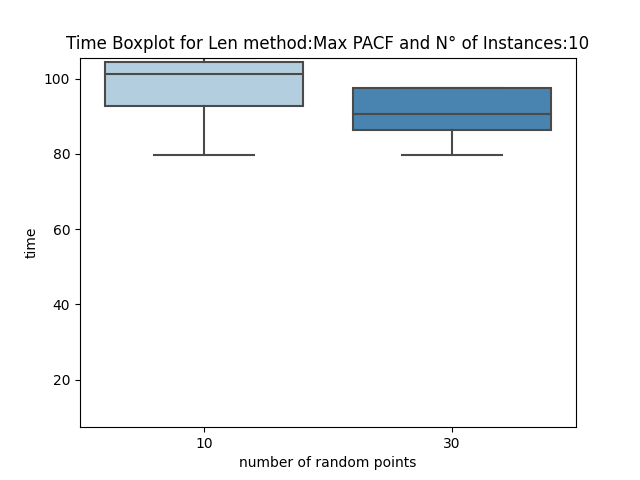 Time Boxplot for Len method:Max PACF and N° of Instances:10
100
80
60
40
20
time
10 30
number of random points